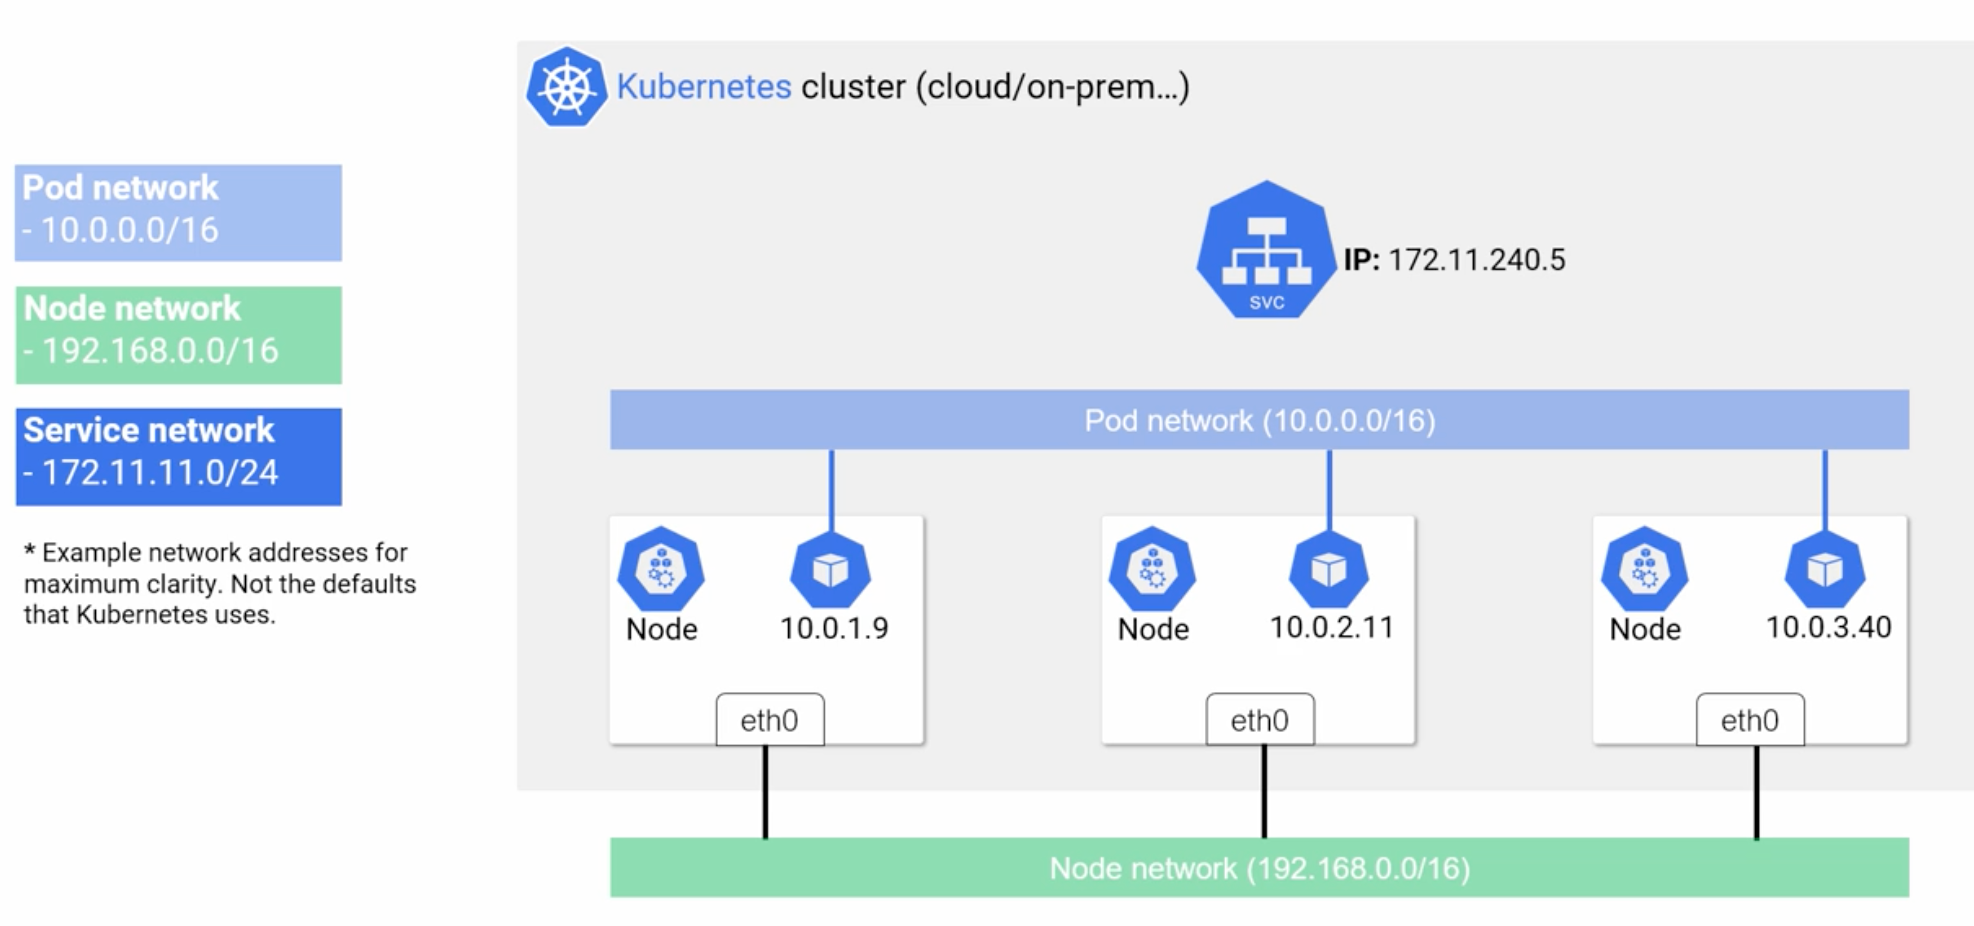 Kubernetes cluster (cloud/on-prem...)
Pod network
- 10.0.0.0/16
Node network
- 192.168.0.0/16
Service network
- 172.11.11.0/24
* Example network addresses for
maximum clarity. Not the defaults
that Kubernetes uses.
svc
IP: 172.11.240.5
Pod network (10.0.0.0/16)
Node
10.0.1.9
Node
10.0.2.11
Node
10.0.3.40
eth0
eth0
eth0
Node network (192.168.0.0/16)